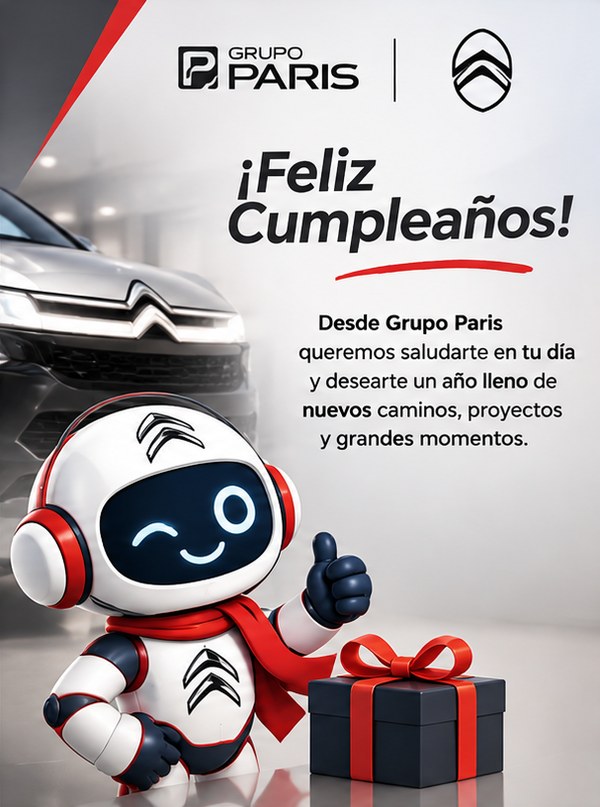 GRUPO
PARIS
¡Feliz
Cumpleaños!
Desde Grupo Paris
queremos saludarte en tu día
y desearte un año lleno de
nuevos caminos, proyectos
y grandes momentos.